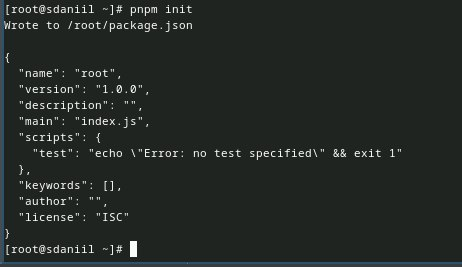 [root@sdaniil ~]# pnpm init
Wrote to /root/package.json

{
  "name": "root",
  "version": "1.0.0",
  "description": "",
  "main": "index.js",
  "scripts": {
    "test": "echo \"Error: no test specified\" && exit 1"
  },
  "keywords": [],
  "author": "",
  "license": "ISC"
}
[root@sdaniil ~]#